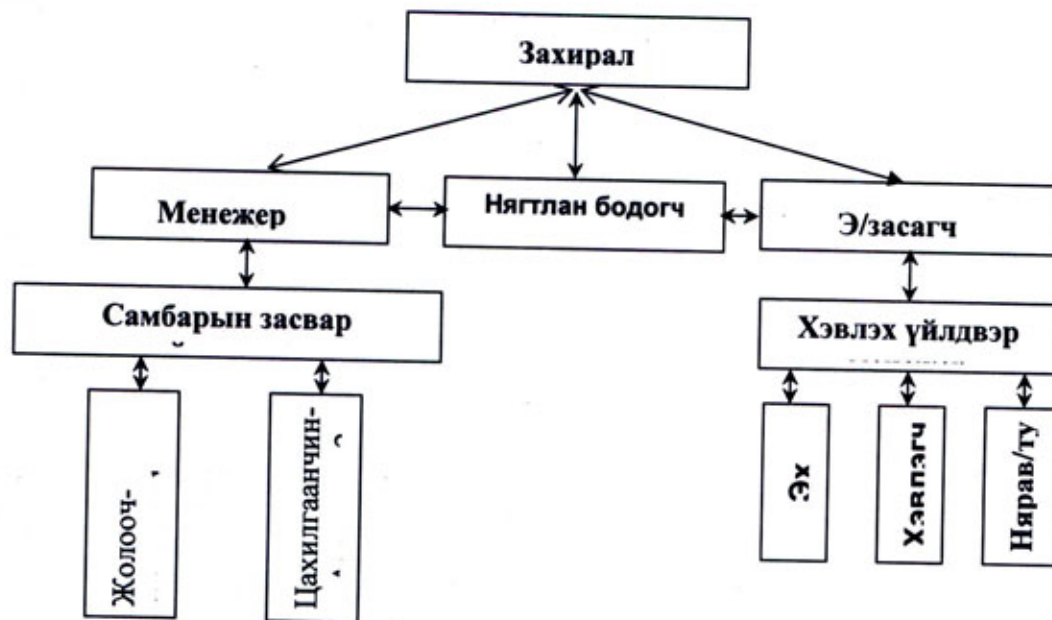 Захирал
Менежер
Нягтлан бодогч
Э/засагч
Самбарын засвар
Хэвлэх үйлдвэр
Жолооч-
Цахилгаанчин-
Эх
Хэвлэгч
Нярав/ту